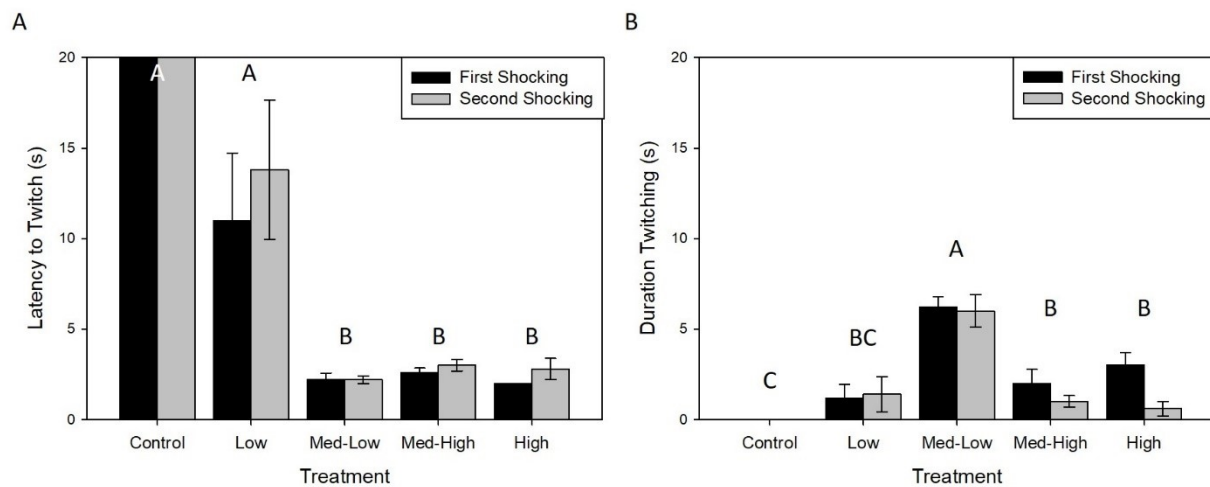 A
20
15
10
5
0
Latency to Twitch (s)
A
A
B
B
B
First Shocking
Second Shocking
Control Low Med-Low Med-High High
Treatment
B
20
15
10
5
0
Duration Twitching (s)
C
BC
A
B
B
First Shocking
Second Shocking
Control Low Med-Low Med-High High
Treatment